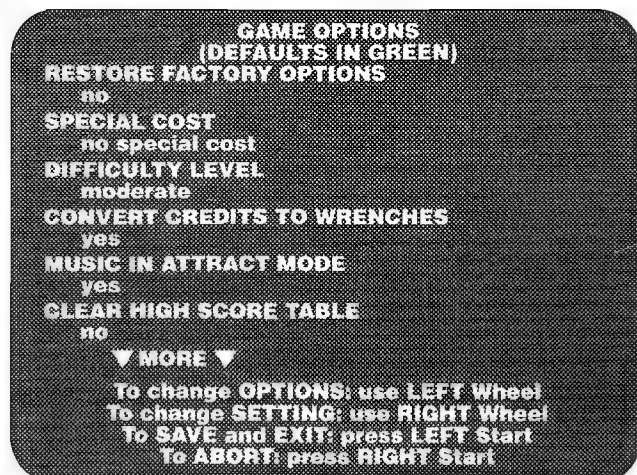 GAME OPTIONS
(DEFAULTS IN GREEN)
RESTORE FACTORY OPTIONS
no
SPECIAL COST
no special cost
DIFFICULTY LEVEL
moderate
CONVERT CREDITS TO WRENCHES
yes
MUSIC IN ATTRACT MODE
yes
CLEAR HIGH SCORE TABLE
no
▼ MORE ▼
To change OPTIONS: use LEFT Wheel
To change SETTING: use RIGHT Wheel
To SAVE and EXIT: press LEFT Start
To ABORT: press RIGHT Start